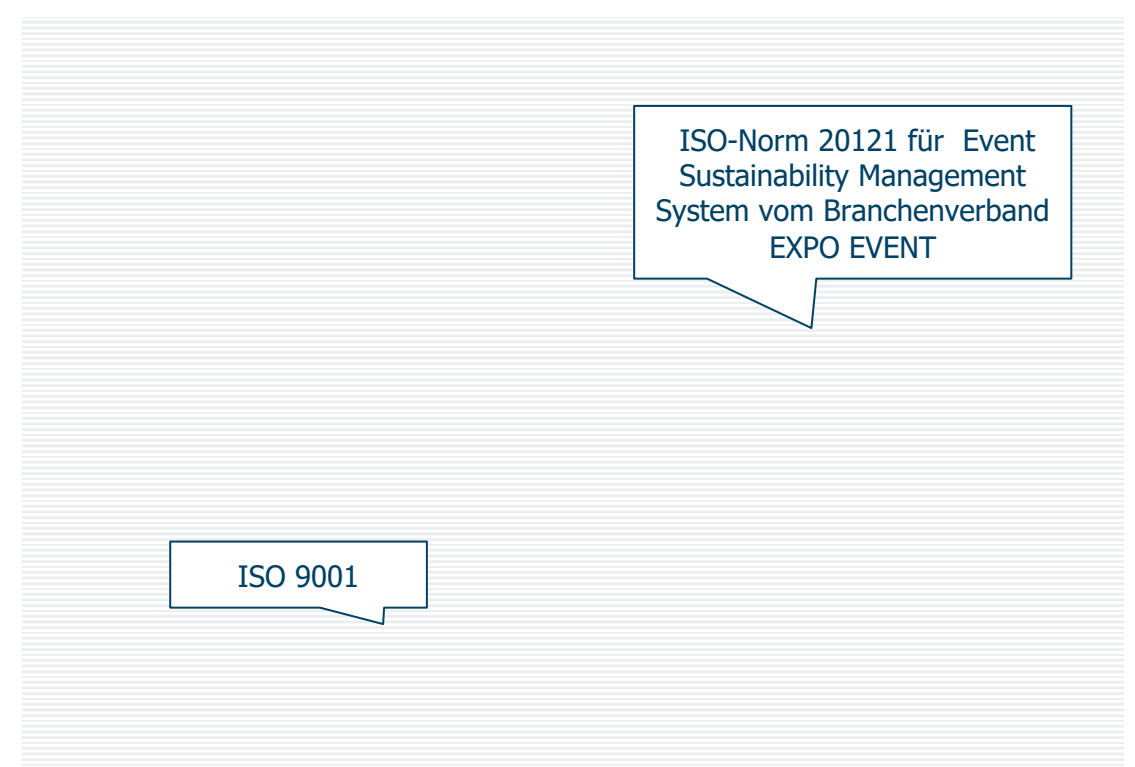 ISO-Norm 20121 für  Event
Sustainability Management
System vom Branchenverband
EXPO EVENT
ISO 9001